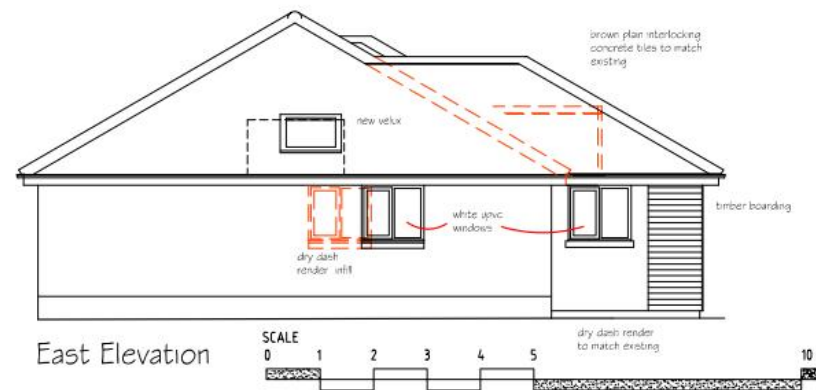 brown plan interlocking
concrete tiles to match
existing
new velux
timber boarding
white upvc
windows
dry dash
render infill
dry dash render
to match existing
East Elevation
SCALE
0 1 2 3 4 5 10